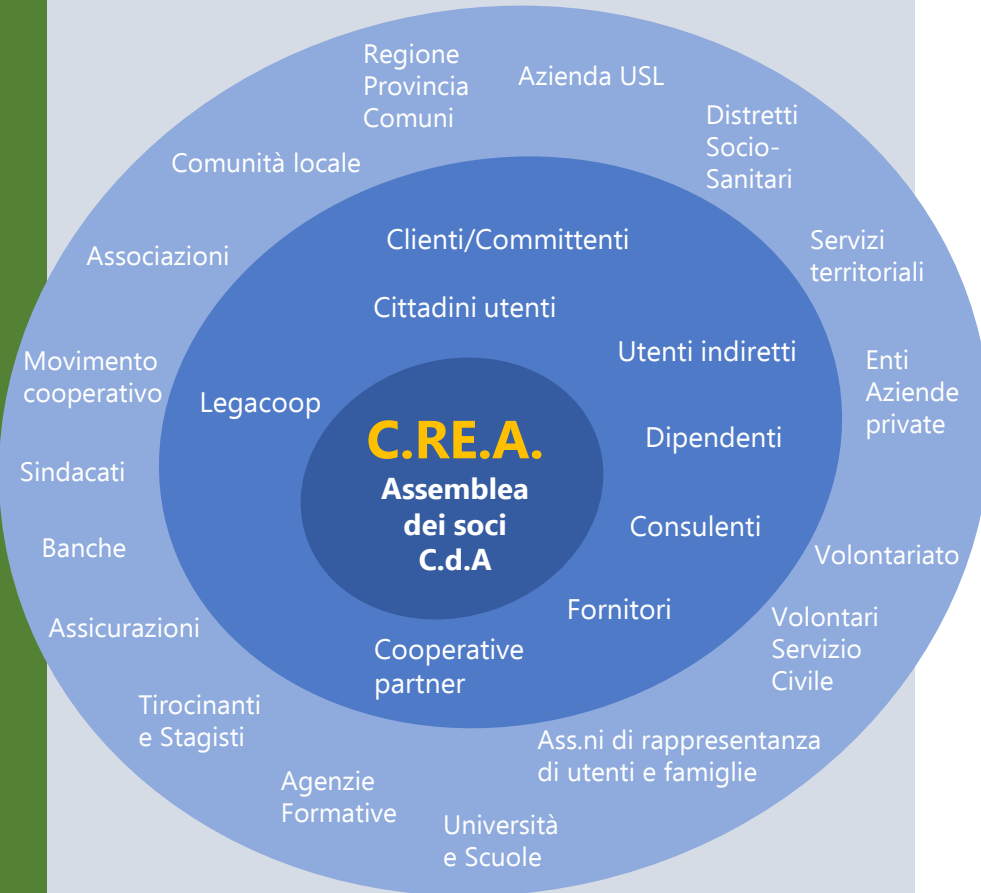 Regione
Provincia
Comuni
Azienda USL
Distretti
Socio-
Sanitari
Comunità locale
Clienti/Committenti
Servizi
territoriali
Associazioni
Cittadini utenti
Utenti indiretti
Movimento
cooperativo
Enti
Aziende
private
Legacoop
C.RE.A.
Assemblea
dei soci
C.d.A
Dipendenti
Sindacati
Consulenti
Banche
Volontariato
Fornitori
Volontari
Servizio
Civile
Assicurazioni
Cooperative
partner
Tirocinanti
e Stagisti
Ass.ni di rappresentanza
di utenti e famiglie
Agenzie
Formative
Università
e Scuole